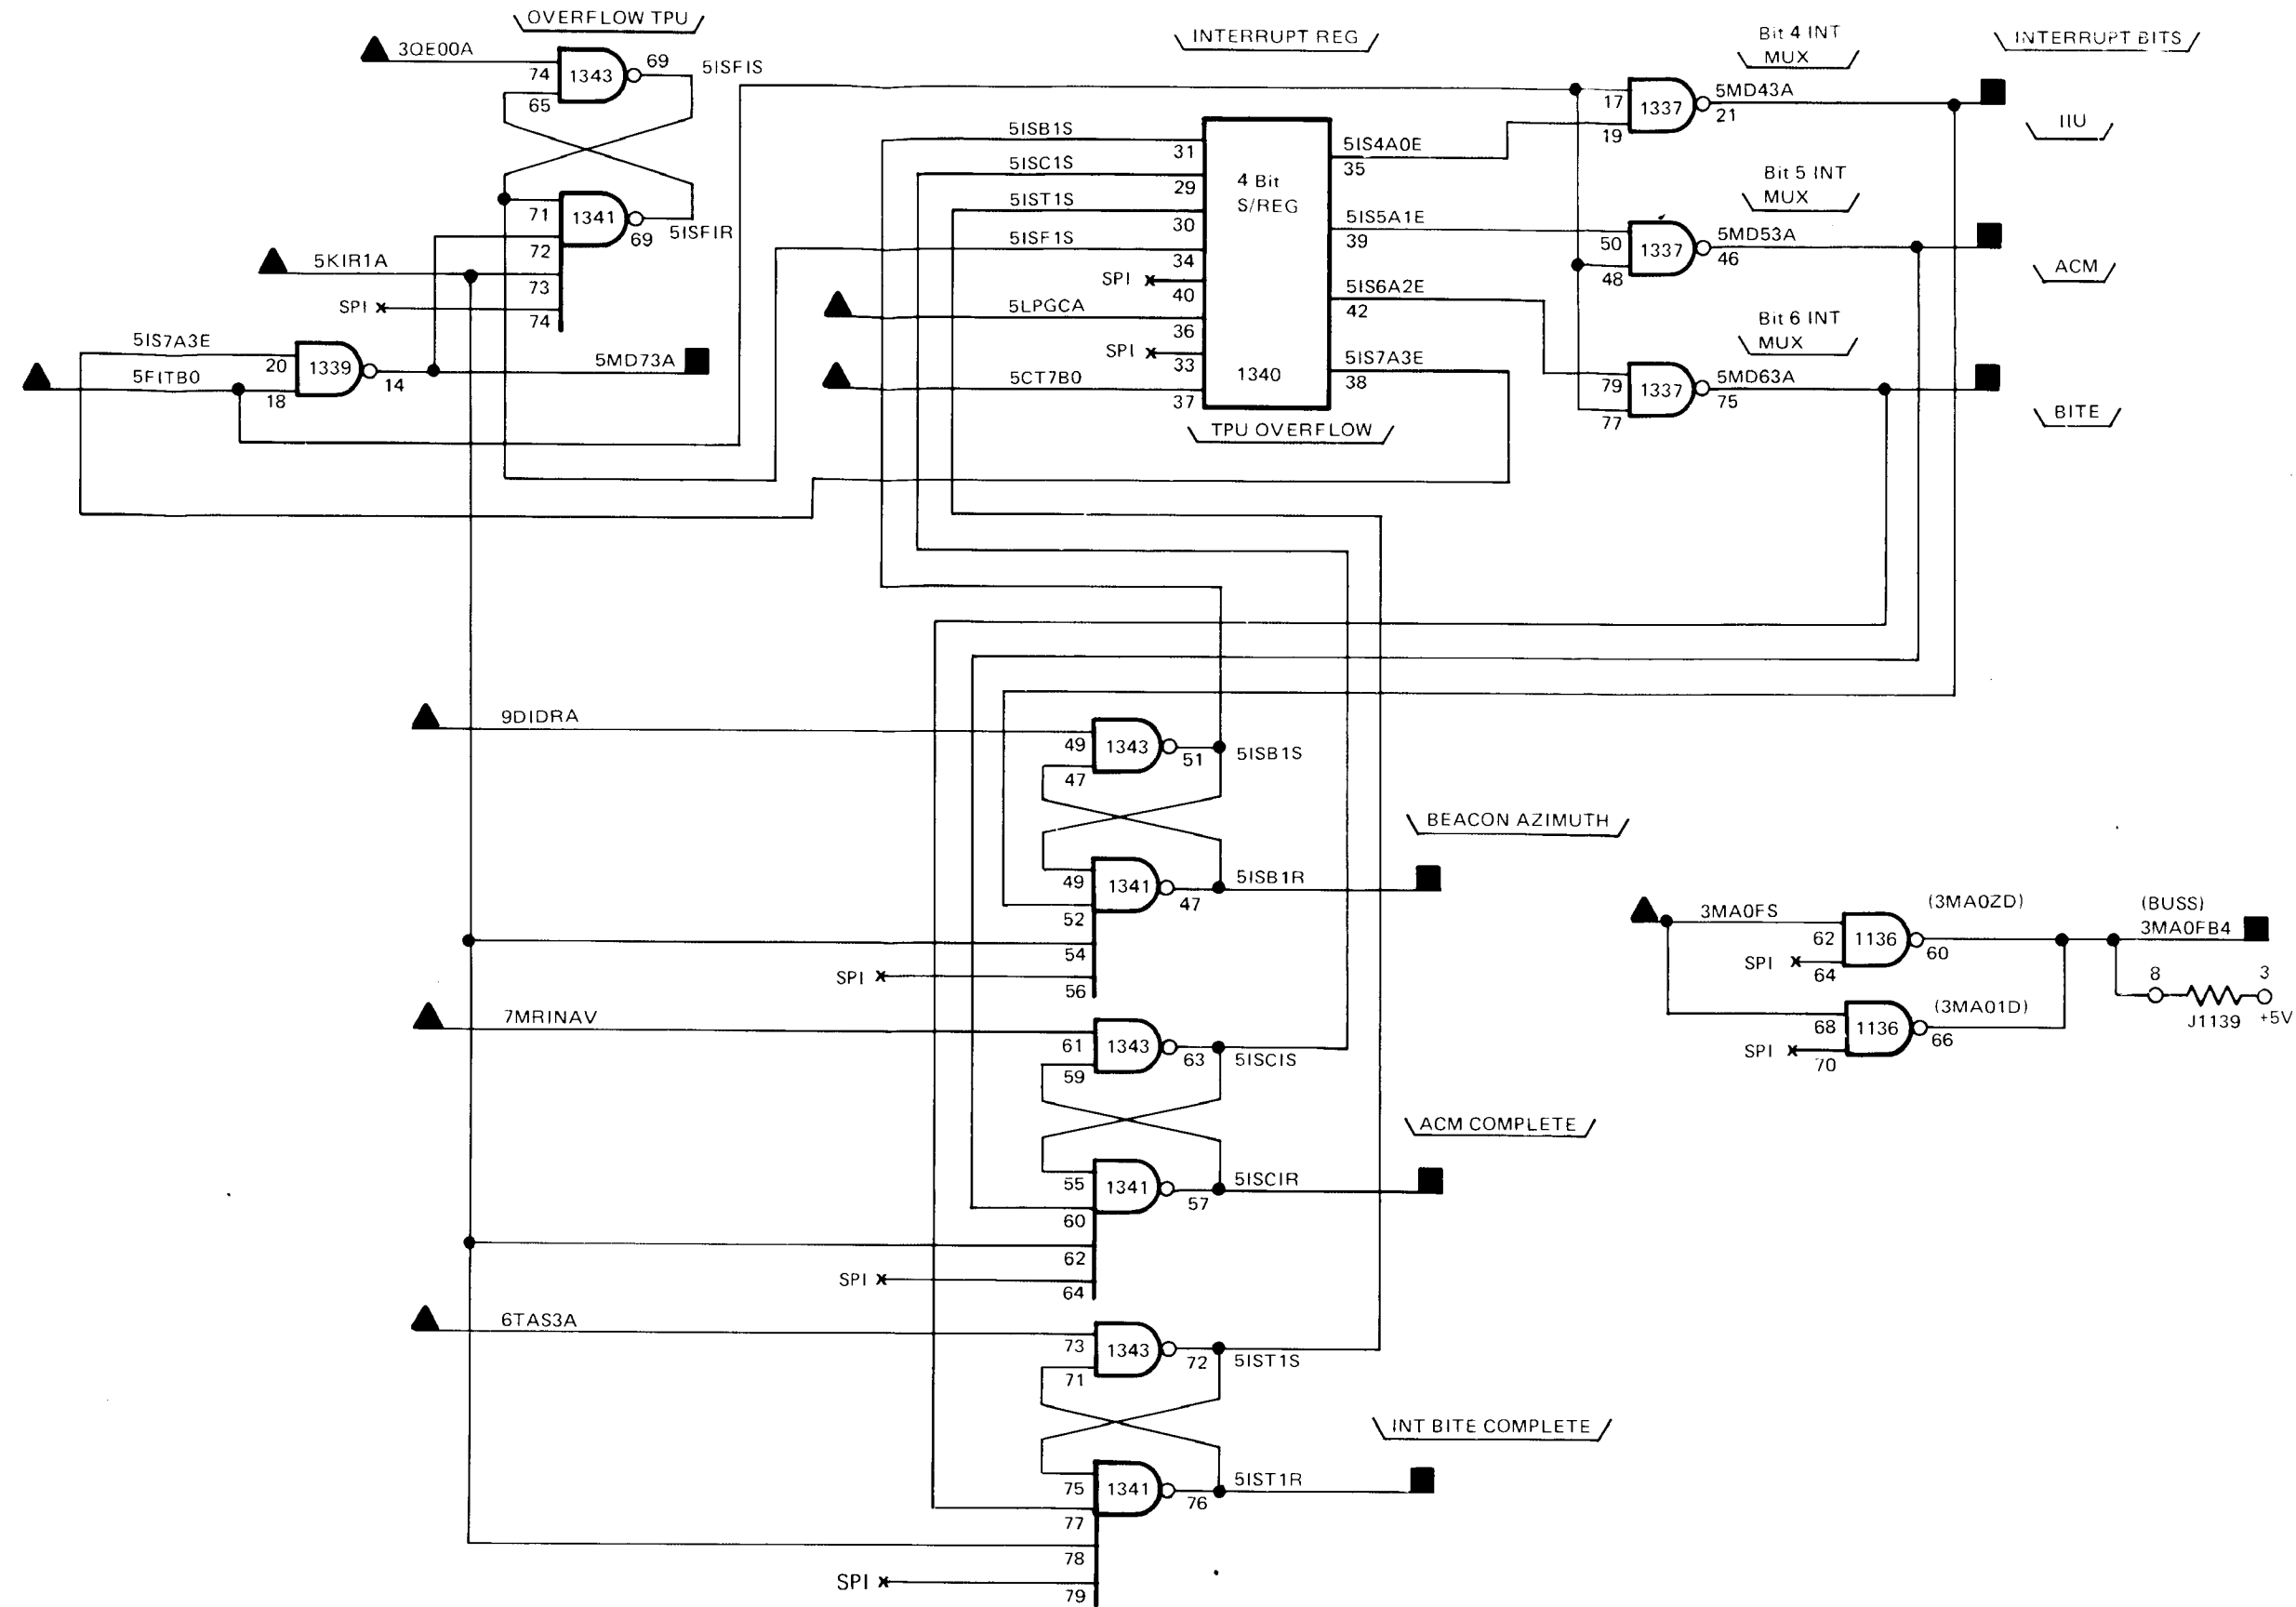 OVERFLOW TPU
3QE00A
74
1343
69
5ISFIS
65
71
1341
69
5ISFIR
72
5KIR1A
73
SPI
74
5IS7A3E
20
1339
5MD73A
5FITB0
14
18
INTERRUPT REG
5ISB1S
31
5ISC1S
29
5IST1S
30
5ISF1S
34
SPI
40
5LPGCA
36
SPI
33
5CT7B0
37
4 Bit
S/REG
1340
5IS4A0E
35
5IS5A1E
39
5IS6A2E
42
5IS7A3E
38
TPU OVERFLOW
Bit 4 INT
MUX
INTERRUPT BITS
17
1337
5MD43A
21
19
IIU
Bit 5 INT
MUX
50
1337
5MD53A
46
48
ACM
Bit 6 INT
MUX
79
1337
5MD63A
75
77
BITE
9DIDRA
49
1343
51
5ISB1S
47
BEACON AZIMUTH
49
1341
47
5ISB1R
52
54
SPI
56
7MRINAV
61
1343
63
5ISCIS
59
ACM COMPLETE
55
1341
57
5ISCIR
60
62
SPI
64
6TAS3A
73
1343
72
5IST1S
71
INT BITE COMPLETE
75
1341
76
5IST1R
77
78
SPI
79
3MA0FS
(3MA0ZD)
(BUSS)
3MA0FB4
62
1136
60
SPI
64
8
3
(3MA01D)
J1139
+5V
68
1136
66
SPI
70